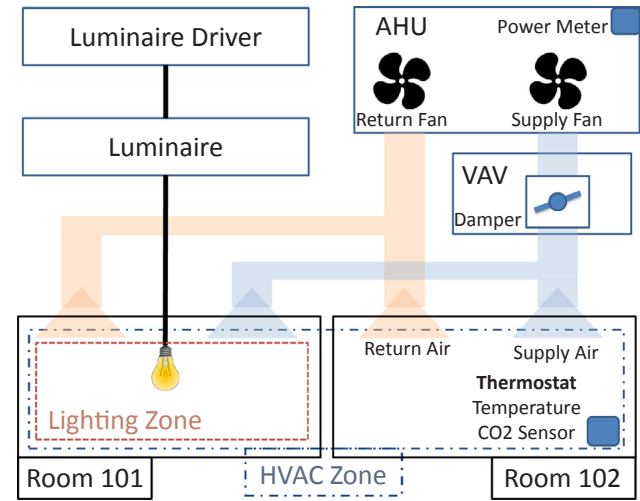 Luminaire Driver
AHU
Power Meter
Return Fan
Supply Fan
Luminaire
VAV
Damper
Return Air
Supply Air
Thermostat
Temperature
CO2 Sensor
Lighting Zone
Room 101
HVAC Zone
Room 102